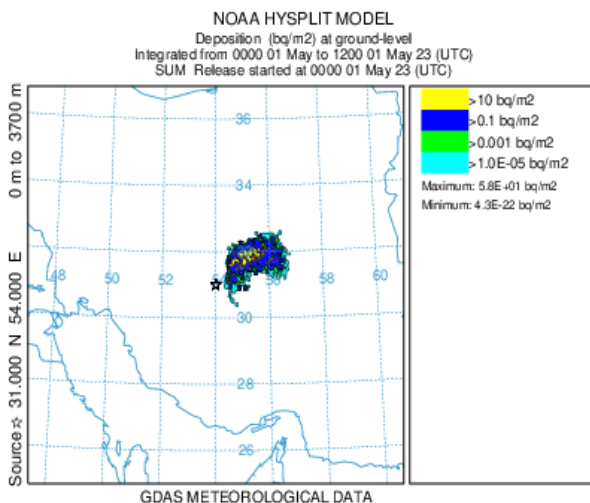 NOAA HYSPLIT MODEL
Deposition (bq/m2) at ground-level
Integrated from 0000 01 May to 1200 01 May 23 (UTC)
SUM Release started at 0000 01 May 23 (UTC)
Source ☆ 31.000 N 54.000 E 0 m to 3700 m
36
34
48 50 52 56 58 60
30
28
26
>10 bq/m2
>0.1 bq/m2
>0.001 bq/m2
>1.0E-05 bq/m2
Maximum: 5.8E+01 bq/m2
Minimum: 4.3E-22 bq/m2
GDAS METEOROLOGICAL DATA